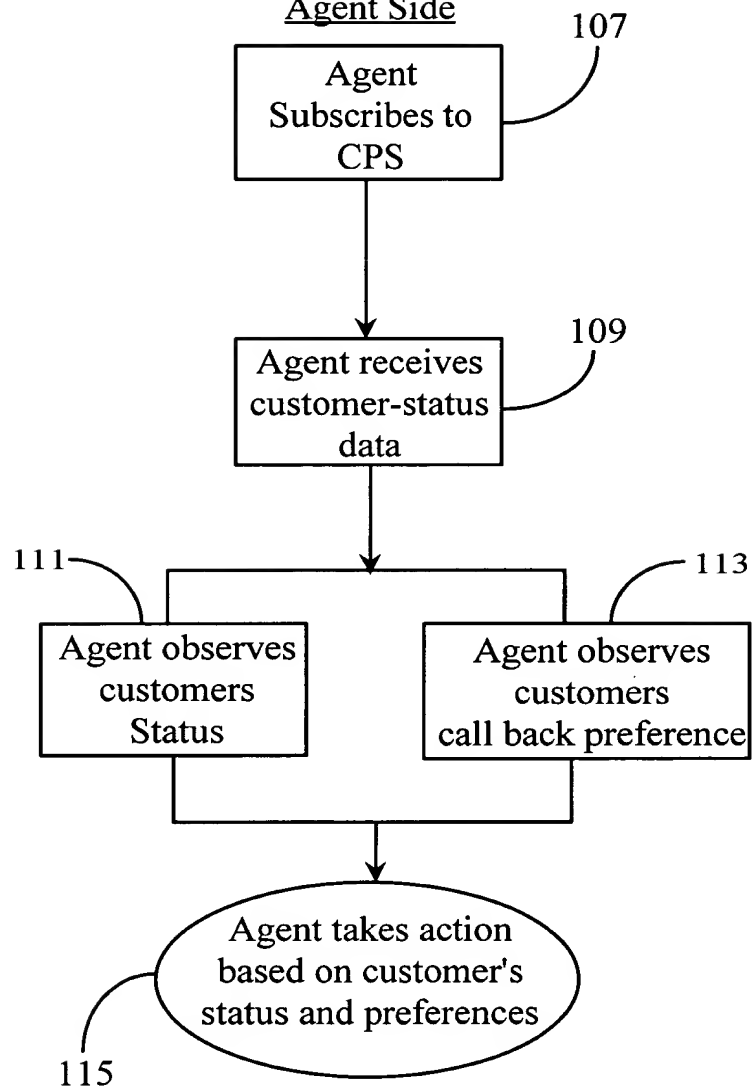 Agent Side
107
Agent
Subscribes to
CPS
109
Agent receives
customer-status
data
111
113
Agent observes
customers
Status
Agent observes
customers
call back preference
Agent takes action
based on customer's
status and preferences
115